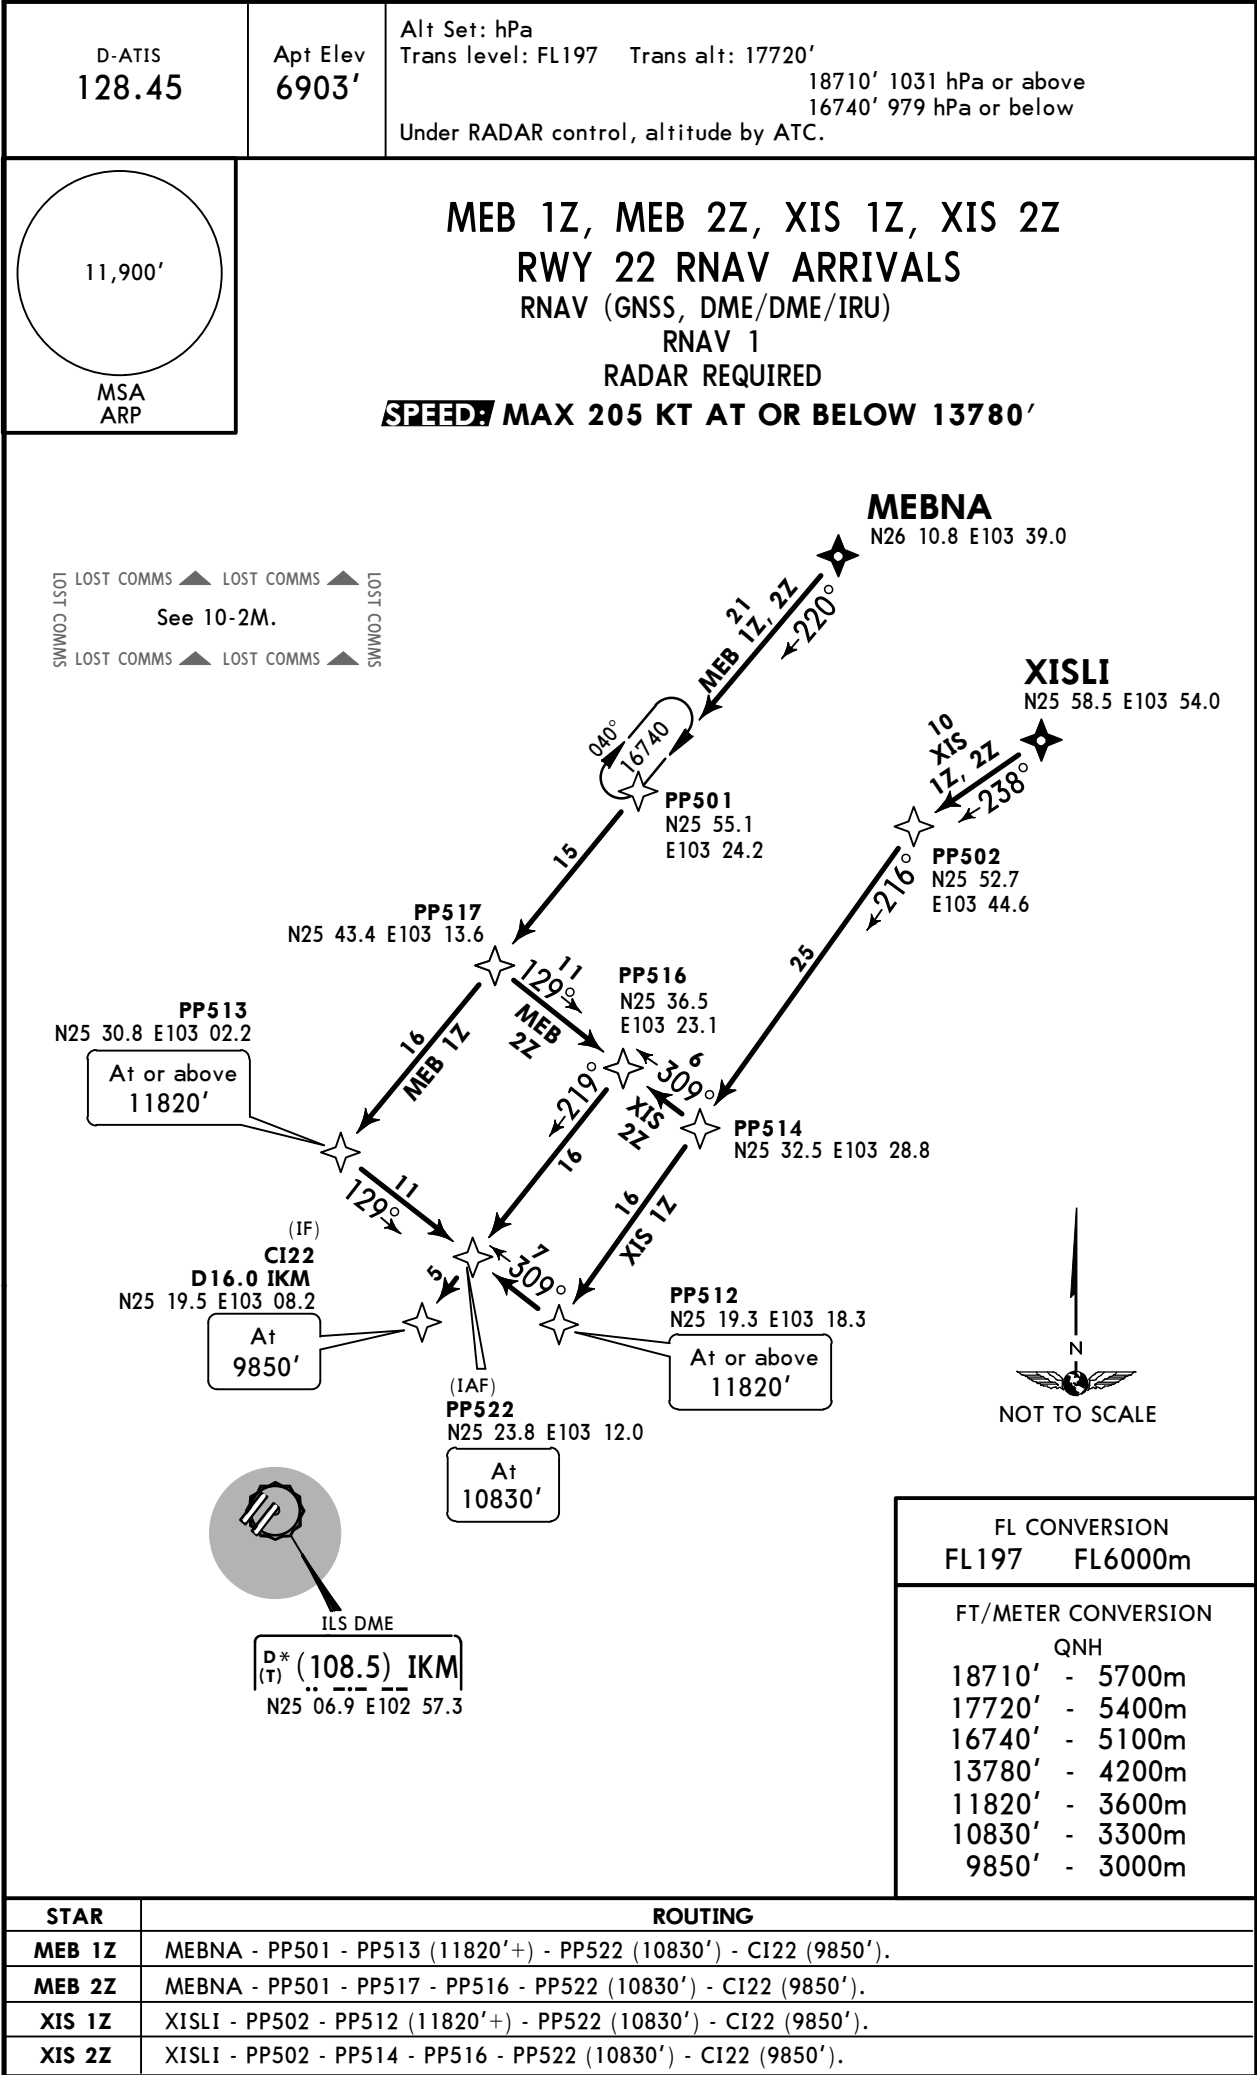 D-ATIS
128.45
Apt Elev
6903'
Alt Set: hPa
Trans level: FL197 Trans alt: 17720'
18710' 1031 hPa or above
16740' 979 hPa or below
Under RADAR control, altitude by ATC.
11,900'
MSA
ARP
MEB 1Z, MEB 2Z, XIS 1Z, XIS 2Z
RWY 22 RNAV ARRIVALS
RNAV (GNSS, DME/DME/IRU)
RNAV 1
RADAR REQUIRED
SPEED: MAX 205 KT AT OR BELOW 13780'
LOST COMMS LOST COMMS
LOST COMMS
LOST COMMS
See 10-2M.
LOST COMMS LOST COMMS
MEBNA
N26 10.8 E103 39.0
21
MEB 1Z, 2Z
220°
XISLI
N25 58.5 E103 54.0
10
XIS
1Z, 2Z
238°
040°
16740
PP501
N25 55.1
E103 24.2
15
PP502
N25 52.7
E103 44.6
216°
25
PP517
N25 43.4 E103 13.6
11
129°
MEB
2Z
PP516
N25 36.5
E103 23.1
16
MEB 1Z
PP513
N25 30.8 E103 02.2
At or above
11820'
6
309°
XIS
2Z
219°
16
PP514
N25 32.5 E103 28.8
16
XIS 1Z
11
129°
(IF)
CI22
D16.0 IKM
N25 19.5 E103 08.2
At
9850'
5
7
309°
PP512
N25 19.3 E103 18.3
At or above
11820'
(IAF)
PP522
N25 23.8 E103 12.0
At
10830'
N
NOT TO SCALE
ILS DME
D* (T) (108.5) IKM
N25 06.9 E102 57.3
FL CONVERSION
FL197 FL6000m
FT/METER CONVERSION
QNH
18710' - 5700m
17720' - 5400m
16740' - 5100m
13780' - 4200m
11820' - 3600m
10830' - 3300m
9850' - 3000m
STAR ROUTING
MEB 1Z MEBNA - PP501 - PP513 (11820'+) - PP522 (10830') - CI22 (9850').
MEB 2Z MEBNA - PP501 - PP517 - PP516 - PP522 (10830') - CI22 (9850').
XIS 1Z XISLI - PP502 - PP512 (11820'+) - PP522 (10830') - CI22 (9850').
XIS 2Z XISLI - PP502 - PP514 - PP516 - PP522 (10830') - CI22 (9850').